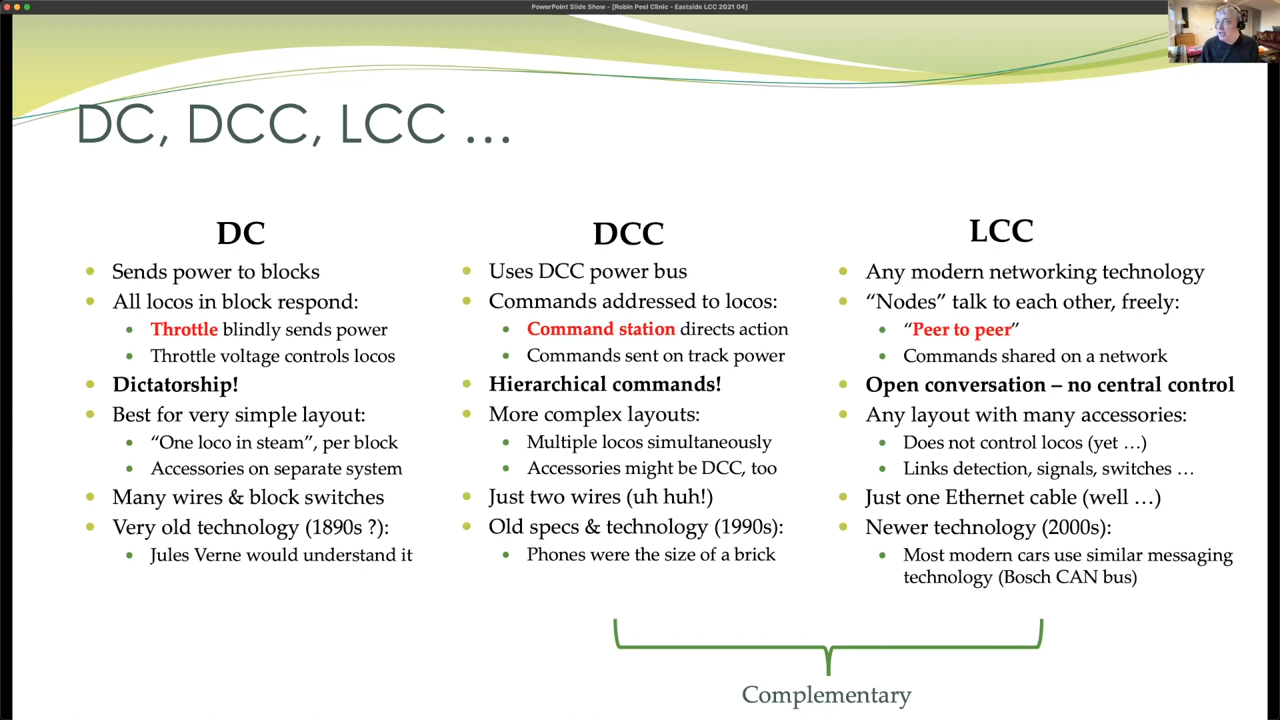 PowerPoint Slide Show - [Robin Peel Clinic - Eastside LCC 2021 04]
DC, DCC, LCC …
DC
Sends power to blocks
All locos in block respond:
Throttle blindly sends power
Throttle voltage controls locos
Dictatorship!
Best for very simple layout:
“One loco in steam”, per block
Accessories on separate system
Many wires & block switches
Very old technology (1890s ?):
Jules Verne would understand it
DCC
Uses DCC power bus
Commands addressed to locos:
Command station directs action
Commands sent on track power
Hierarchical commands!
More complex layouts:
Multiple locos simultaneously
Accessories might be DCC, too
Just two wires (uh huh!)
Old specs & technology (1990s):
Phones were the size of a brick
LCC
Any modern networking technology
“Nodes” talk to each other, freely:
“Peer to peer”
Commands shared on a network
Open conversation – no central control
Any layout with many accessories:
Does not control locos (yet …)
Links detection, signals, switches …
Just one Ethernet cable (well …)
Newer technology (2000s):
Most modern cars use similar messaging
technology (Bosch CAN bus)
Complementary